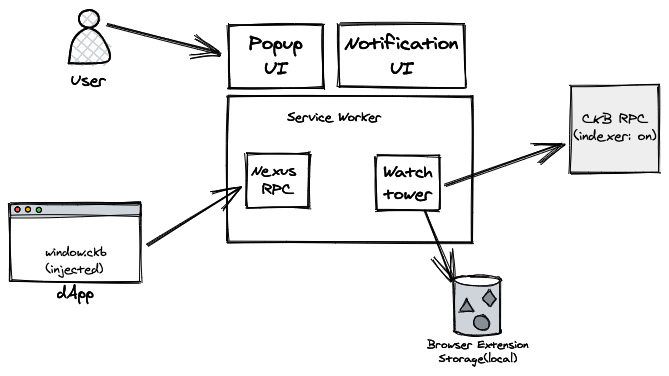 Popup
UI
Notification
UI
User
Service Worker
CKB RPC
(indexer: on)
Nexus
RPC
Watch
tower
window.ckb
(injected)
dApp
Browser Extension
Storage(local)